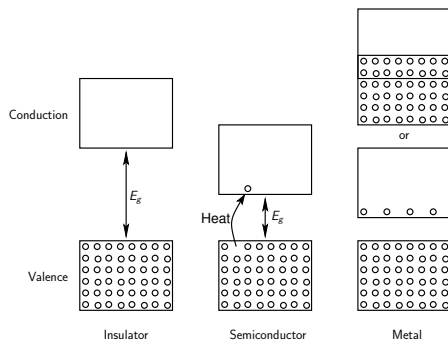 or
Conduction
E_g
Heat
E_g
Valence
Insulator
Semiconductor
Metal